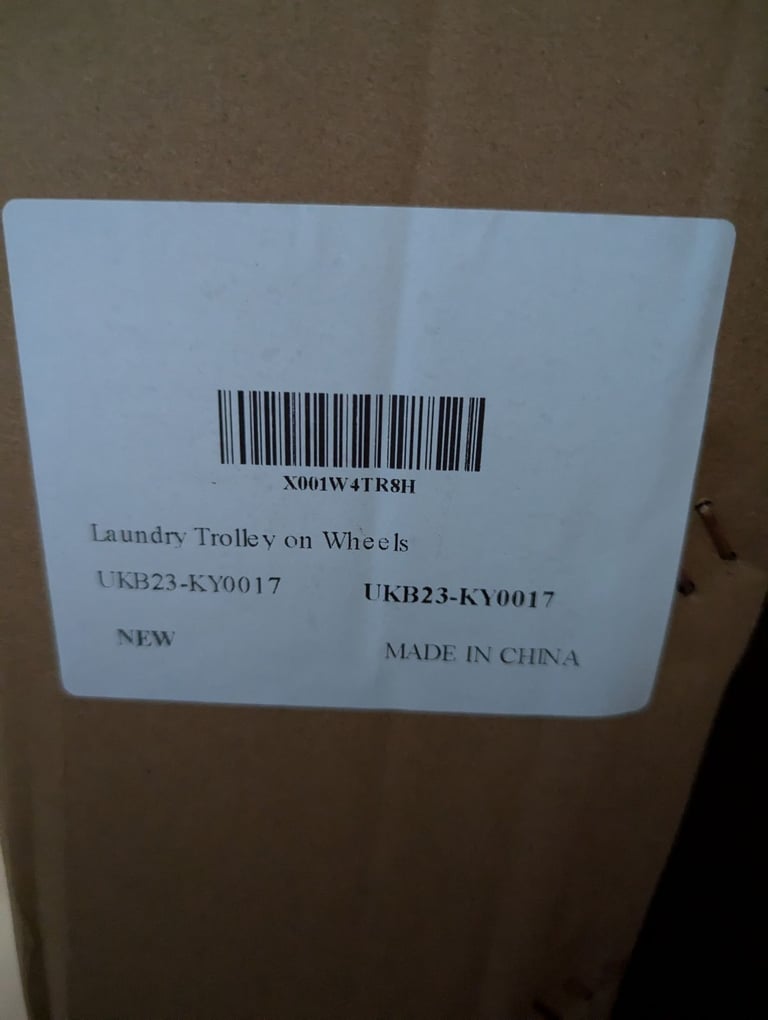 X001W4TR8H
Laundry Trolley on Wheels
UKB23-KY0017 UKB23-KY0017
NEW MADE IN CHINA